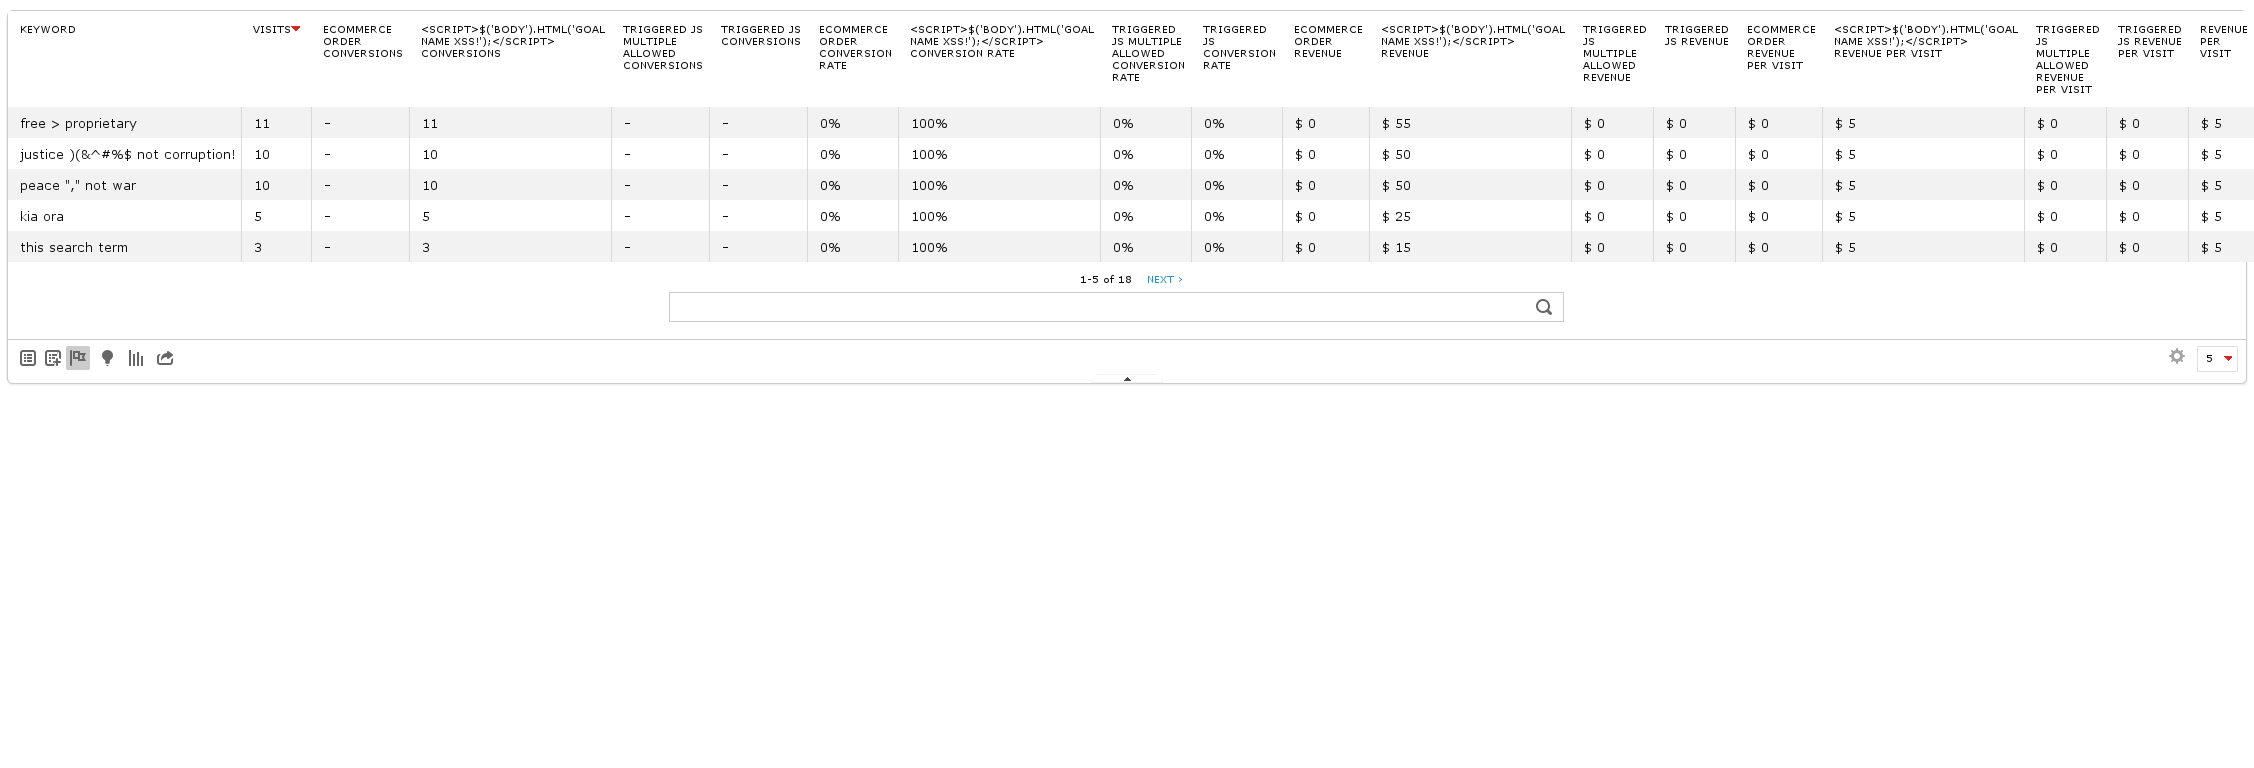 KEYWORD
VISITS
ECOMMERCE
ORDER
CONVERSIONS
<SCRIPT>$('BODY').HTML('GOAL
NAME XSS!');</SCRIPT>
CONVERSIONS
TRIGGERED JS
MULTIPLE
ALLOWED
CONVERSIONS
TRIGGERED JS
CONVERSIONS
ECOMMERCE
ORDER
CONVERSION
RATE
<SCRIPT>$('BODY').HTML('GOAL
NAME XSS!');</SCRIPT>
CONVERSION RATE
TRIGGERED
JS MULTIPLE
ALLOWED
CONVERSION
RATE
TRIGGERED
JS
CONVERSION
RATE
ECOMMERCE
ORDER
REVENUE
<SCRIPT>$('BODY').HTML('GOAL
NAME XSS!');</SCRIPT>
REVENUE
TRIGGERED
JS
MULTIPLE
ALLOWED
REVENUE
TRIGGERED
JS REVENUE
ECOMMERCE
ORDER
REVENUE
PER VISIT
<SCRIPT>$('BODY').HTML('GOAL
NAME XSS!');</SCRIPT>
REVENUE PER VISIT
TRIGGERED
JS
MULTIPLE
ALLOWED
REVENUE
PER VISIT
TRIGGERED
JS REVENUE
PER VISIT
REVENUE
PER
VISIT
free > proprietary 11 - 11 - - 0% 100% 0% 0% $ 0 $ 55 $ 0 $ 0 $ 0 $ 5 $ 0 $ 0 $ 5
justice )(&^#%$ not corruption! 10 - 10 - - 0% 100% 0% 0% $ 0 $ 50 $ 0 $ 0 $ 0 $ 5 $ 0 $ 0 $ 5
peace "," not war 10 - 10 - - 0% 100% 0% 0% $ 0 $ 50 $ 0 $ 0 $ 0 $ 5 $ 0 $ 0 $ 5
kia ora 5 - 5 - - 0% 100% 0% 0% $ 0 $ 25 $ 0 $ 0 $ 0 $ 5 $ 0 $ 0 $ 5
this search term 3 - 3 - - 0% 100% 0% 0% $ 0 $ 15 $ 0 $ 0 $ 0 $ 5 $ 0 $ 0 $ 5
1-5 of 18 NEXT ›
5